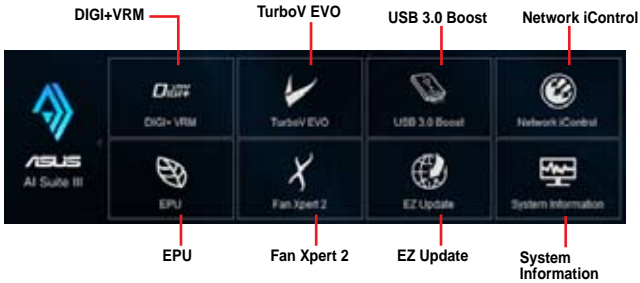 DIGI+VRM
TurboV EVO
USB 3.0 Boost
Network iControl
DIGI+
DIGI+ VRM
TurboV EVO
USB 3.0 Boost
Network iControl
ASUS
AI Suite III
EPU
Fan Xpert 2
EZ Update
System Information
EPU
Fan Xpert 2
EZ Update
System
Information